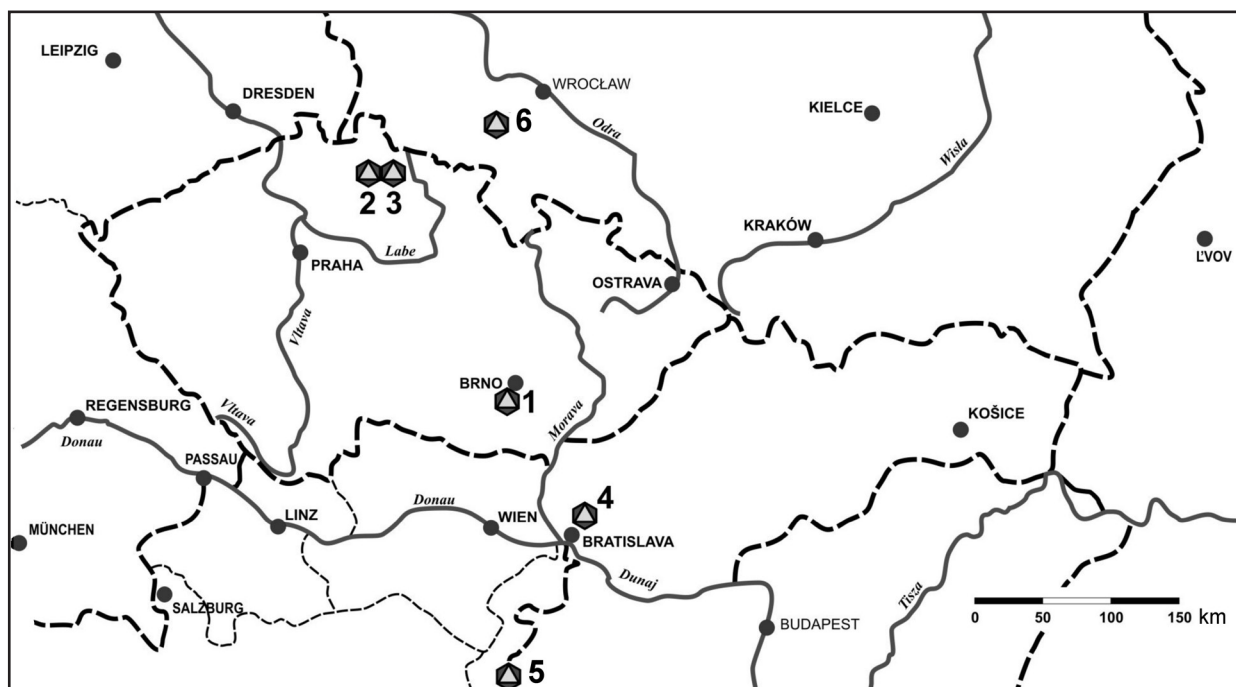 LEIPZIG
DRESDEN
WROCŁAW
KIELCE
6
Odra
Wisla
2 3
Labe
PRAHA
KRAKÓW
ĽVOV
OSTRAVA
Vltava
BRNO
1
Morava
REGENSBURG
Donau
Vltava
KOŠICE
PASSAU
4
Donau
LINZ
WIEN
MÜNCHEN
BRATISLAVA
Dunaj
Tisza
SALZBURG
BUDAPEST
0 50 100 150 km
5